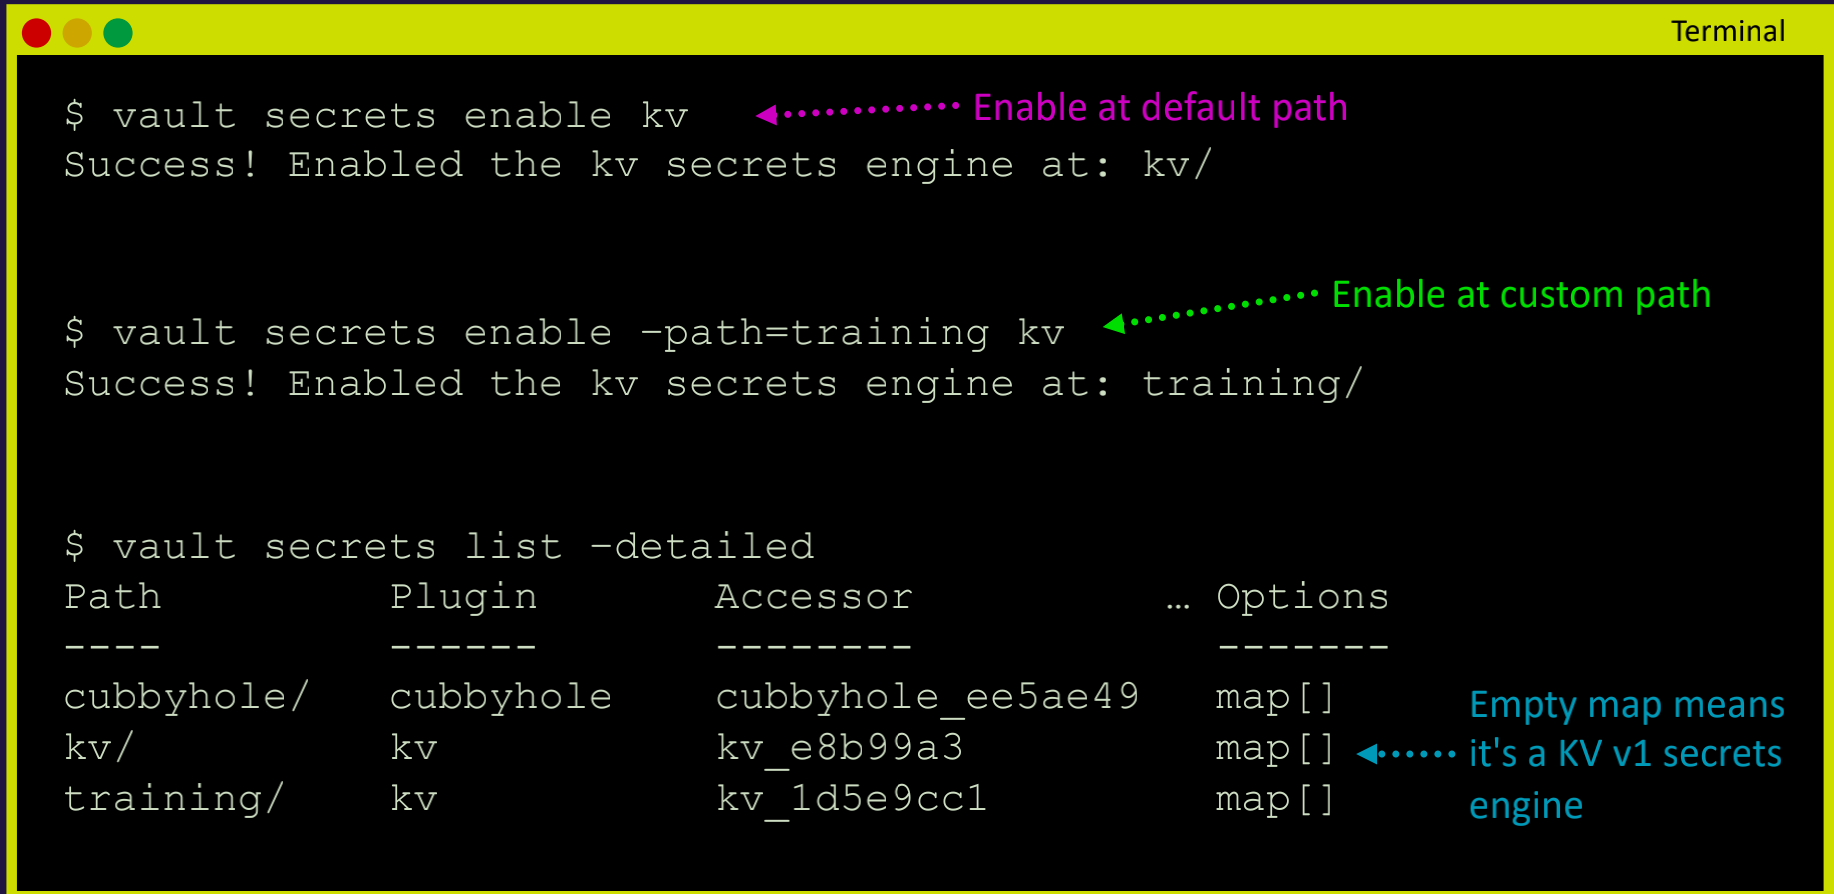 Terminal
$ vault secrets enable kv
Enable at default path
Success! Enabled the kv secrets engine at: kv/
Enable at custom path
$ vault secrets enable –path=training kv
Success! Enabled the kv secrets engine at: training/
$ vault secrets list –detailed
Path Plugin Accessor … Options
---- ------ -------- -------
cubbyhole/ cubbyhole cubbyhole_ee5ae49 map[]
kv/ kv kv_e8b99a3 map[]
training/ kv kv_1d5e9cc1 map[]
Empty map means
it's a KV v1 secrets
engine